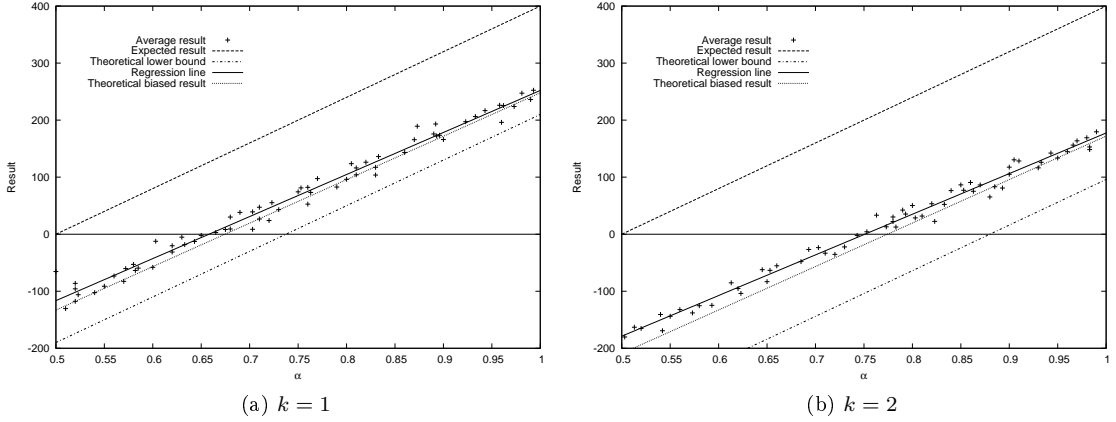 400
300
200
100
0
-100
-200
0.5
0.55
0.6
0.65
0.7
0.75
0.8
0.85
0.9
0.95
1
Result
α
Average result
Expected result
Theoretical lower bound
Regression line
Theoretical biased result
(a) k = 1
400
300
200
100
0
-100
-200
0.5
0.55
0.6
0.65
0.7
0.75
0.8
0.85
0.9
0.95
1
Result
α
Average result
Expected result
Theoretical lower bound
Regression line
Theoretical biased result
(b) k = 2